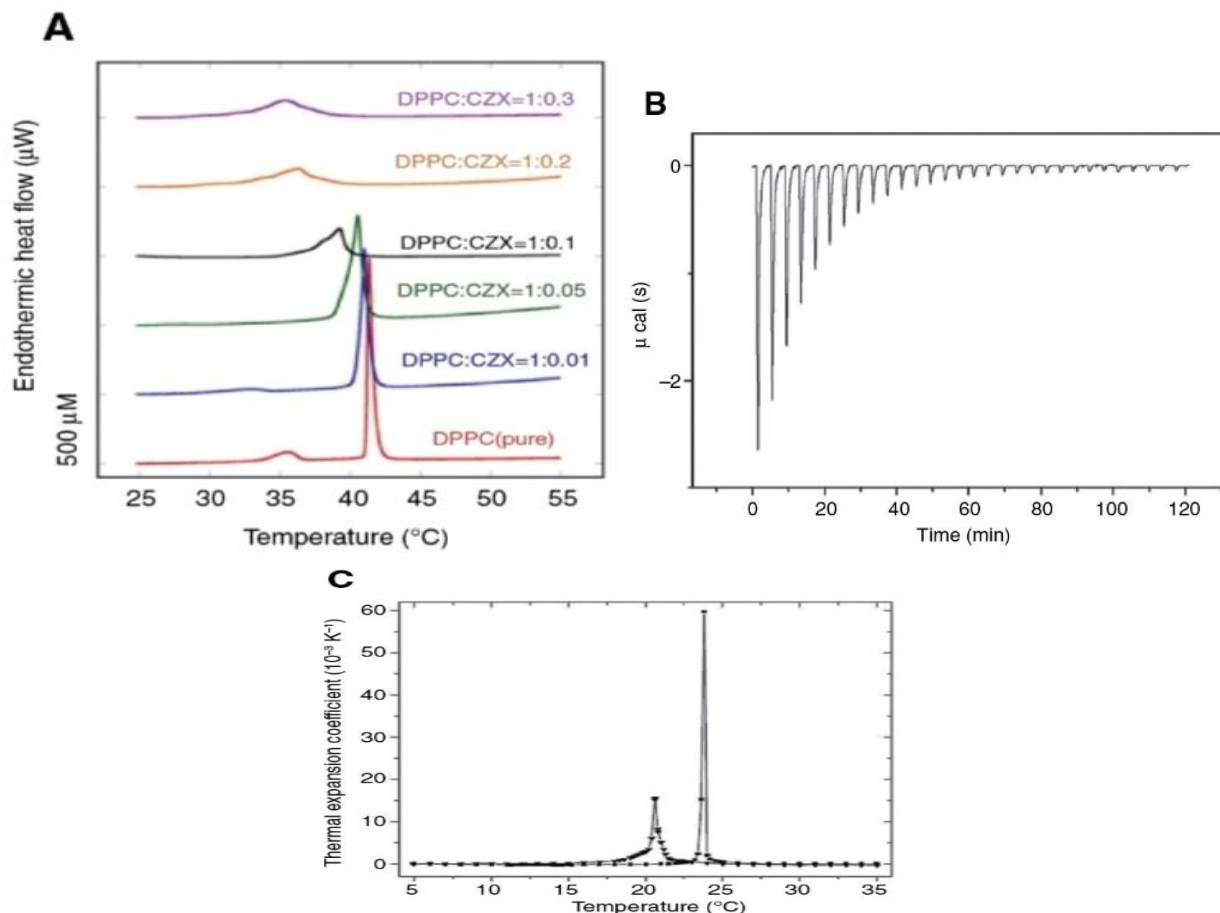 A
Endothermic heat flow (μW)
500 μM
DPPC:CZX=1:0.3
DPPC:CZX=1:0.2
DPPC:CZX=1:0.1
DPPC:CZX=1:0.05
DPPC:CZX=1:0.01
DPPC(pure)
25 30 35 40 45 50 55
Temperature (°C)
B
μ cal (s)
0
−2
0 20 40 60 80 100 120
Time (min)
C
Thermal expansion coefficient (10⁻³ K⁻¹)
60
50
40
30
20
10
0
5 10 15 20 25 30 35
Temperature (°C)